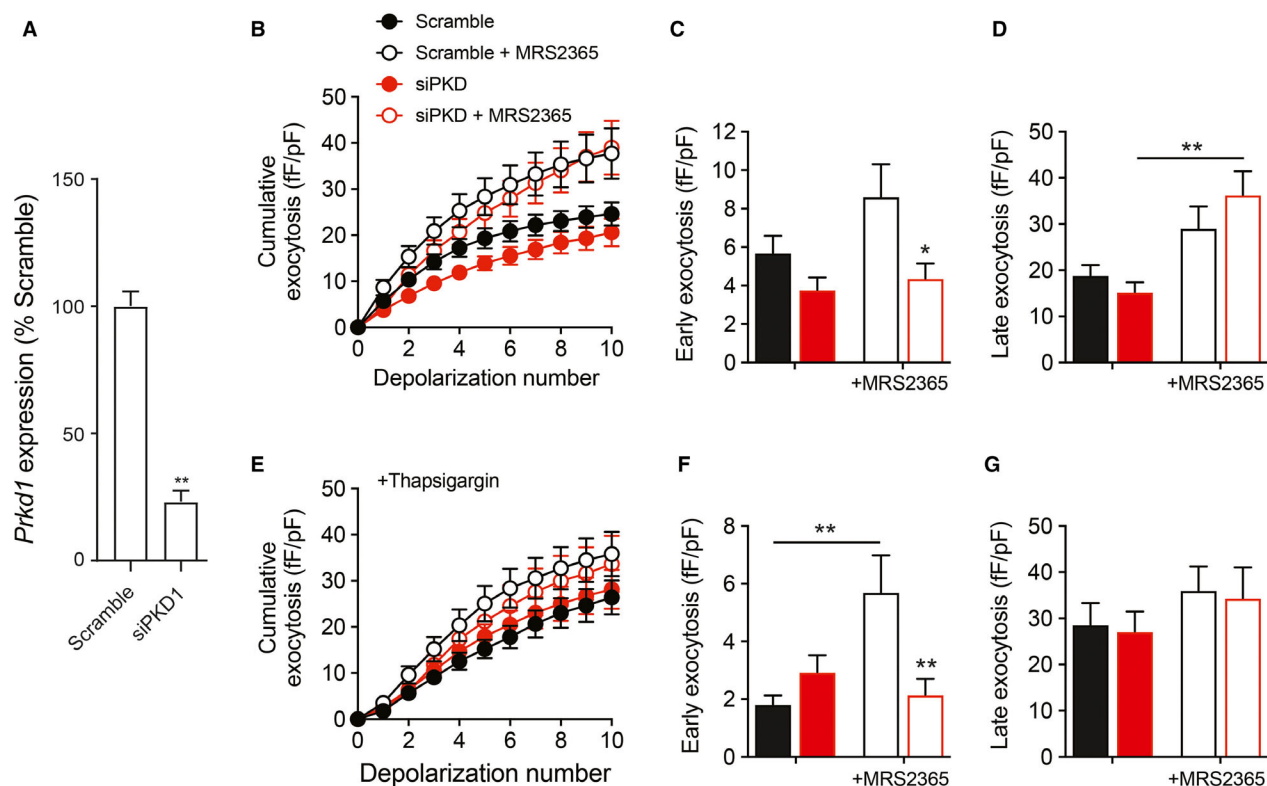 A
Prkd1 expression (% Scramble)
150
100
50
0
Scramble
siPKD1
**
B
Scramble
Scramble + MRS2365
siPKD
siPKD + MRS2365
Cumulative
exocytosis (fF/pF)
50
40
30
20
10
0
0 2 4 6 8 10
Depolarization number
C
Early exocytosis (fF/pF)
12
10
8
6
4
2
0
*
+MRS2365
D
Late exocytosis (fF/pF)
50
40
30
20
10
0
**
+MRS2365
E
+Thapsigargin
Cumulative
exocytosis (fF/pF)
50
40
30
20
10
0
0 2 4 6 8 10
Depolarization number
F
Early exocytosis (fF/pF)
8
6
4
2
0
**
**
+MRS2365
G
Late exocytosis (fF/pF)
50
40
30
20
10
0
+MRS2365